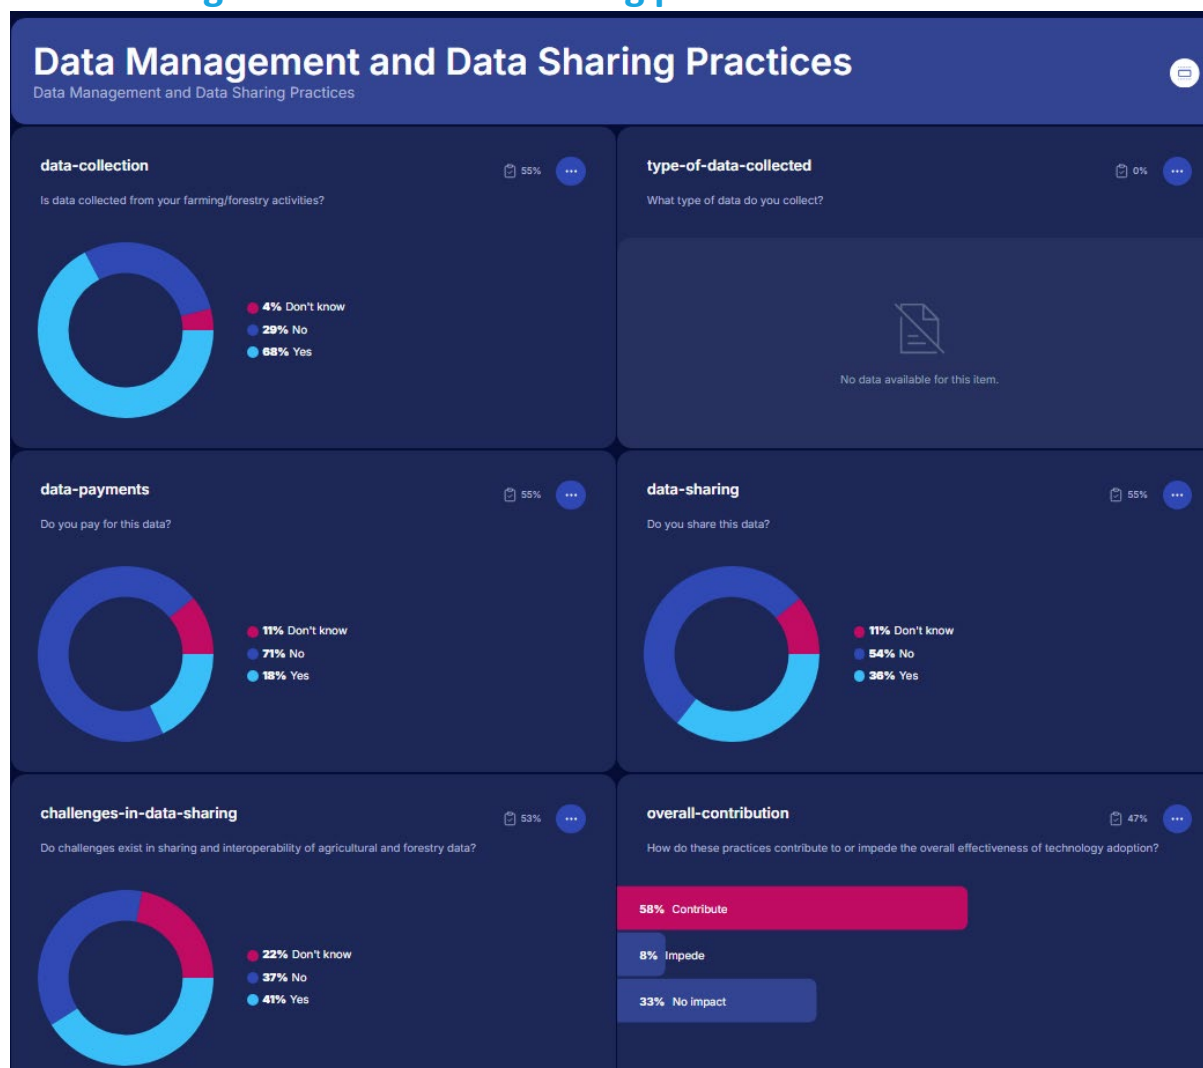 Data Management and Data Sharing Practices
Data Management and Data Sharing Practices
data-collection
55%
Is data collected from your farming/forestry activities?
4% Don't know
29% No
68% Yes
type-of-data-collected
0%
What type of data do you collect?
No data available for this item.
data-payments
55%
Do you pay for this data?
11% Don't know
71% No
18% Yes
data-sharing
55%
Do you share this data?
11% Don't know
54% No
36% Yes
challenges-in-data-sharing
53%
Do challenges exist in sharing and interoperability of agricultural and forestry data?
22% Don't know
37% No
41% Yes
overall-contribution
47%
How do these practices contribute to or impede the overall effectiveness of technology adoption?
58% Contribute
8% Impede
33% No impact